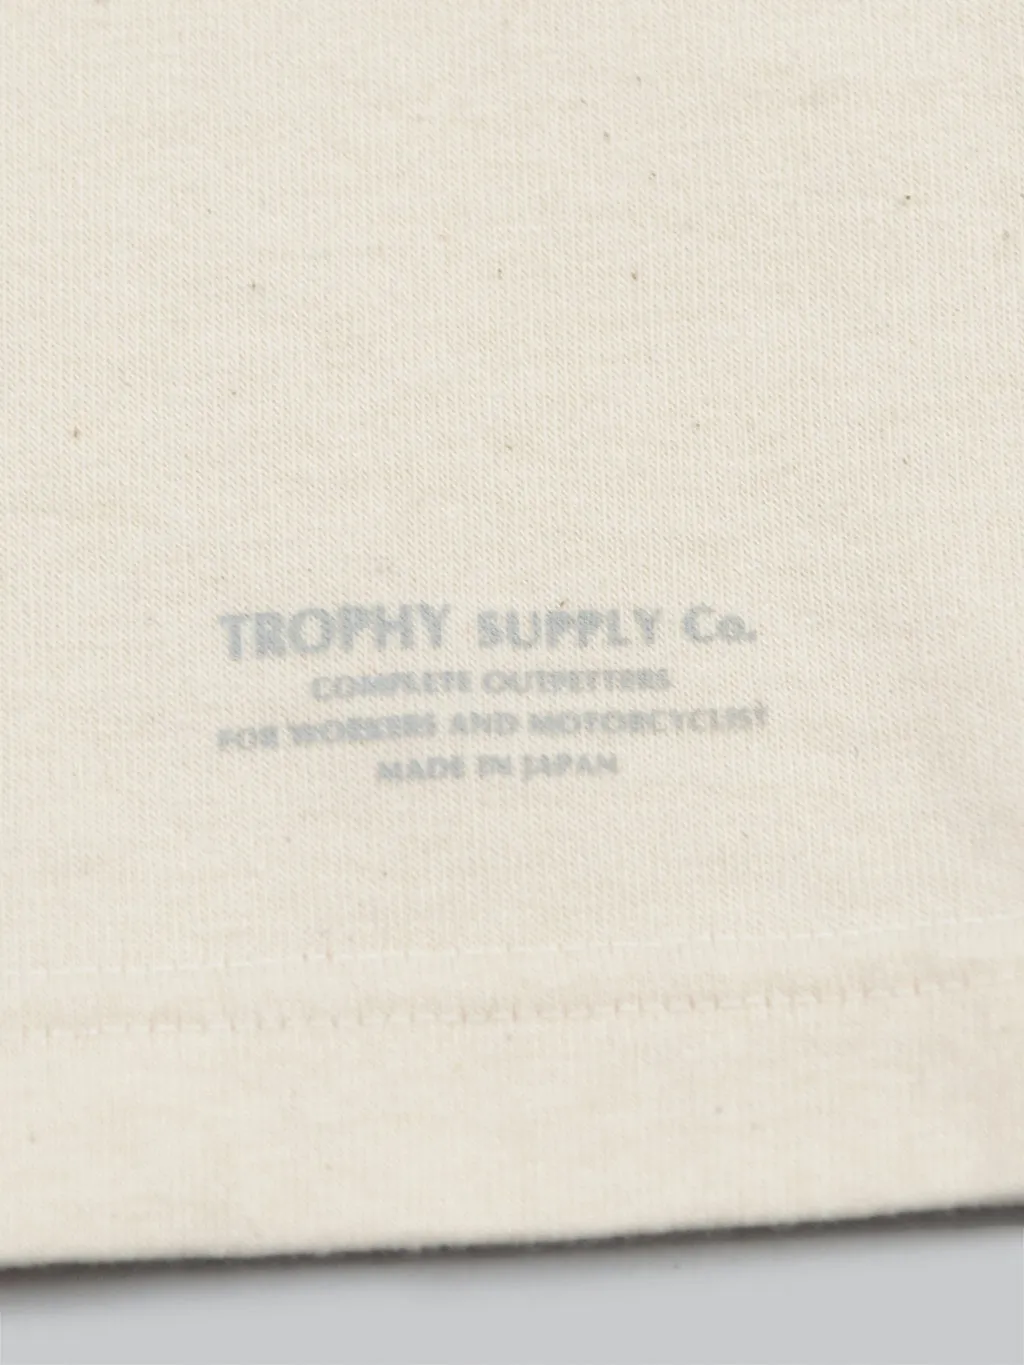 TROPHY SUPPLY Co.
COMPLETE OUTFITTERS
FOR WORKERS AND MOTORCYCLIST
MADE IN JAPAN